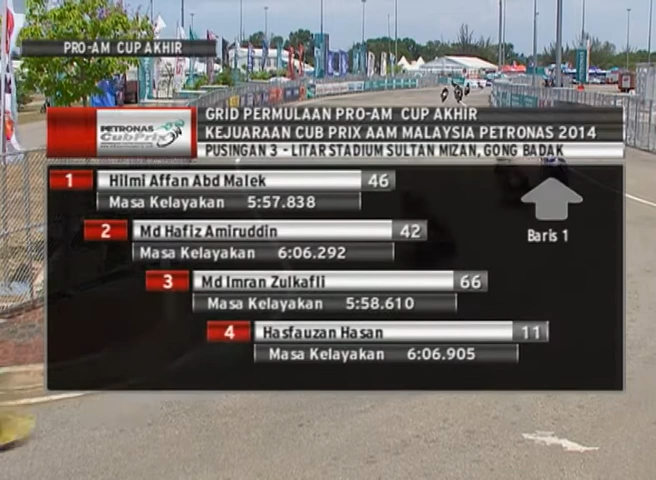 PRO-AM CUP AKHIR
GRID PERMULAAN PRO-AM CUP AKHIR
KEJUARAAN CUB PRIX AAM MALAYSIA PETRONAS 2014
PUSINGAN 3 - LITAR STADIUM SULTAN MIZAN, GONG BADAK
PETRONAS
CubPrix
1 Hilmi Affan Abd Malek 46
Masa Kelayakan 5:57.838
2 Md Hafiz Amiruddin 42
Masa Kelayakan 6:06.292
3 Md Imran Zulkafli 66
Masa Kelayakan 5:58.610
4 Hasfauzan Hasan 11
Masa Kelayakan 6:06.905
Baris 1